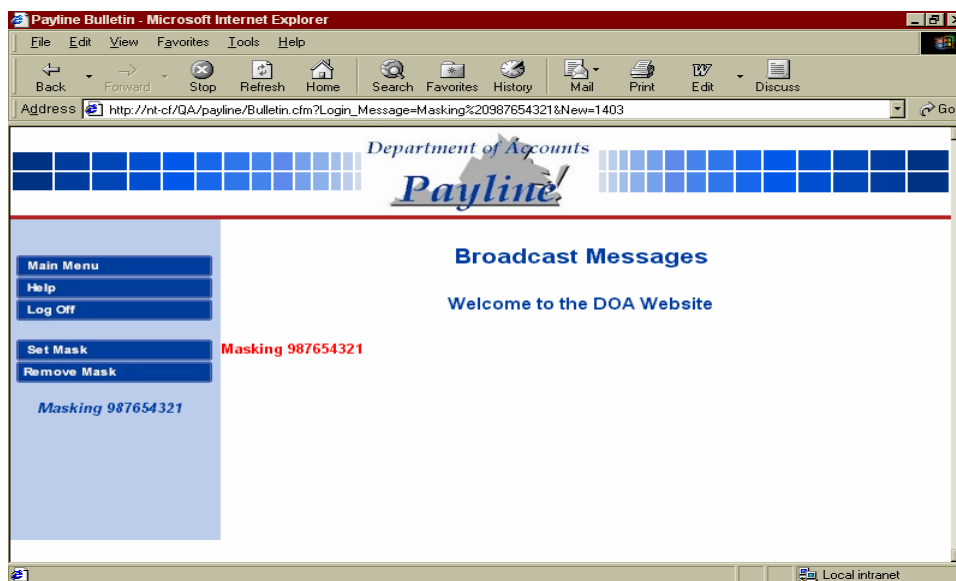 Payline Bulletin - Microsoft Internet Explorer
File Edit View Favorites Tools Help
Back Forward Stop Refresh Home Search Favorites History Mail Print Edit Discuss
Address http://nt-cf/QA/payline/Bulletin.cfm?Login_Message=Masking%20987654321&New=1403 Go
Department of Accounts
Payline
Main Menu
Help
Log Off
Set Mask
Remove Mask
Masking 987654321
Broadcast Messages
Welcome to the DOA Website
Masking 987654321
Local intranet